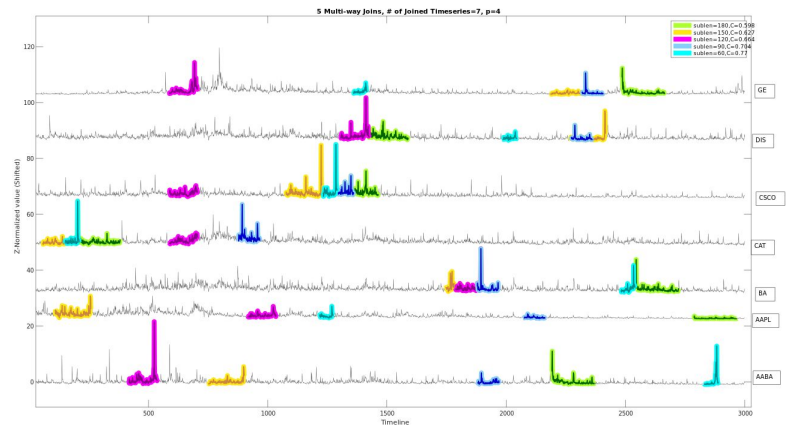 5 Multi-way Joins, # of Joined Timeseries=7, p=4
sublen=180,C=0.598
sublen=150,C=0.627
sublen=120,C=0.664
sublen=90,C=0.704
sublen=60,C=0.77
120
100
80
60
40
20
0
Z-Normalized value (Shifted)
GE
DIS
CSCO
CAT
BA
AAPL
AABA
500
1000
1500
2000
2500
3000
Timeline